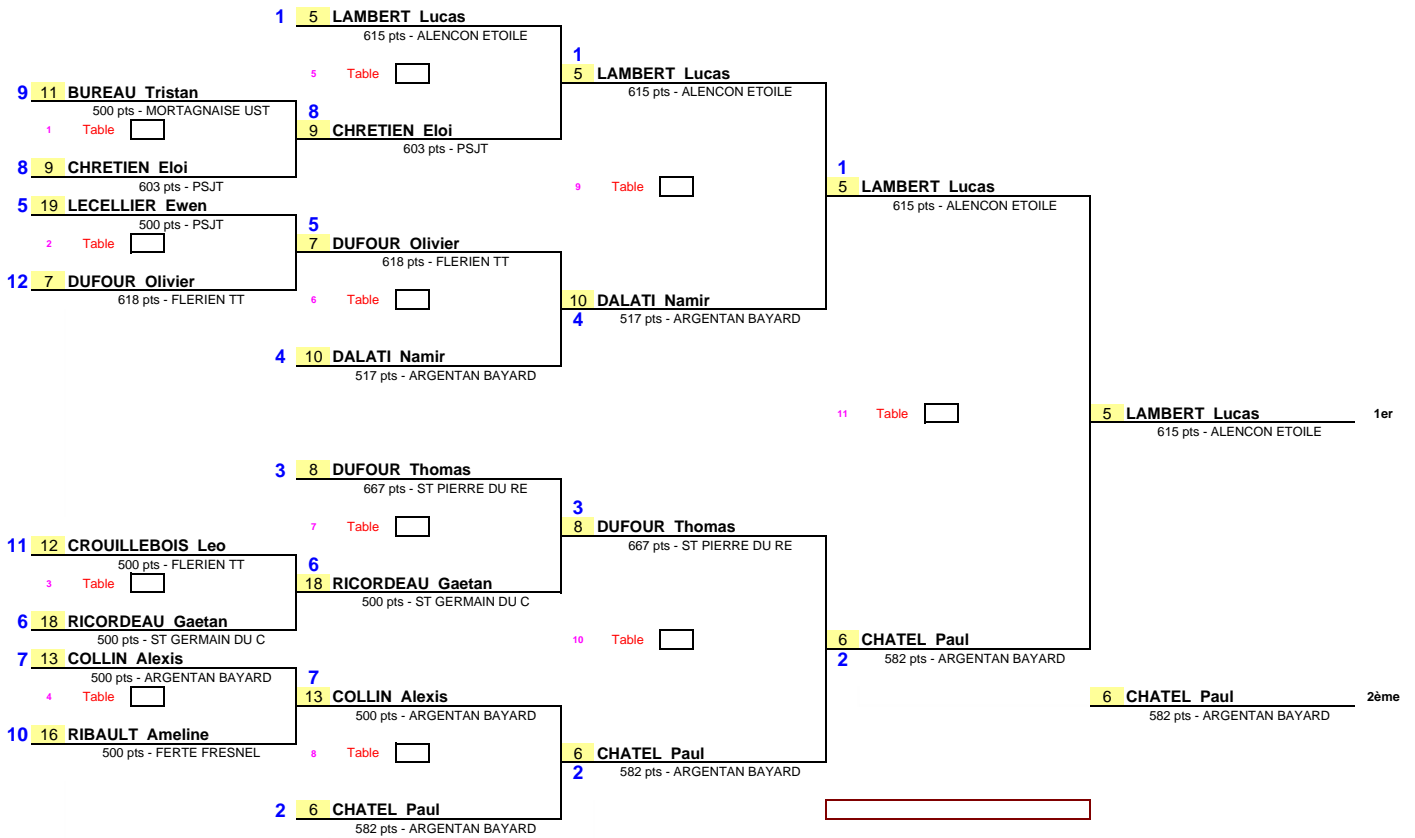 1 5 LAMBERT Lucas
615 pts - ALENCON ETOILE
1
5 Table
5 LAMBERT Lucas
615 pts - ALENCON ETOILE
9 11 BUREAU Tristan
500 pts - MORTAGNAISE UST
8
1 Table
9 CHRETIEN Eloi
603 pts - PSJT
8 9 CHRETIEN Eloi
603 pts - PSJT
1
9 Table
5 LAMBERT Lucas
615 pts - ALENCON ETOILE
5 19 LECELLIER Ewen
500 pts - PSJT
5
2 Table
7 DUFOUR Olivier
618 pts - FLERIEN TT
12 7 DUFOUR Olivier
618 pts - FLERIEN TT
6 Table
10 DALATI Namir
4
517 pts - ARGENTAN BAYARD
4 10 DALATI Namir
517 pts - ARGENTAN BAYARD
11 Table
5 LAMBERT Lucas 1er
615 pts - ALENCON ETOILE
3 8 DUFOUR Thomas
667 pts - ST PIERRE DU RE
3
7 Table
8 DUFOUR Thomas
667 pts - ST PIERRE DU RE
11 12 CROUILLEBOIS Leo
500 pts - FLERIEN TT
6
3 Table
18 RICORDEAU Gaetan
500 pts - ST GERMAIN DU C
6 18 RICORDEAU Gaetan
500 pts - ST GERMAIN DU C
10 Table
6 CHATEL Paul
2
582 pts - ARGENTAN BAYARD
7 13 COLLIN Alexis
500 pts - ARGENTAN BAYARD
7
4 Table
13 COLLIN Alexis
500 pts - ARGENTAN BAYARD
6 CHATEL Paul 2ème
582 pts - ARGENTAN BAYARD
10 16 RIBAULT Ameline
500 pts - FERTE FRESNEL
8 Table
6 CHATEL Paul
2
582 pts - ARGENTAN BAYARD
2 6 CHATEL Paul
582 pts - ARGENTAN BAYARD